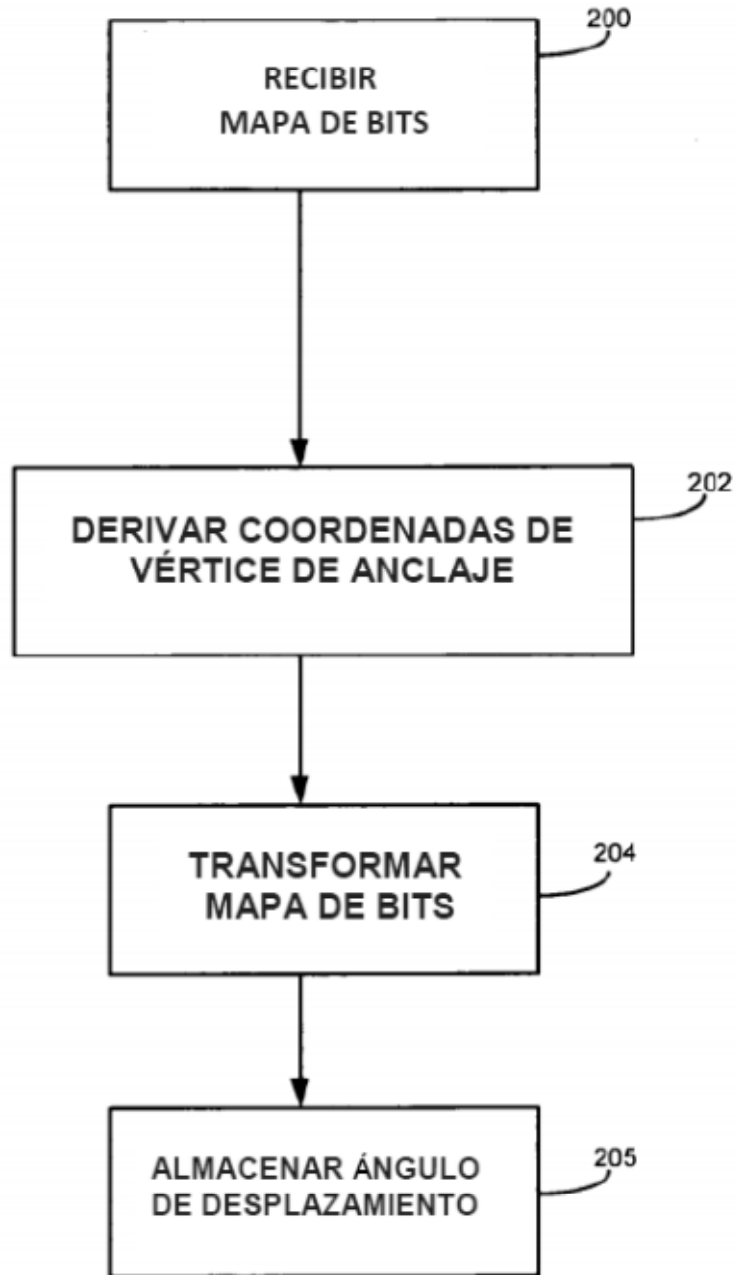 200
RECIBIR
MAPA DE BITS
202
DERIVAR COORDENADAS DE
VÉRTICE DE ANCLAJE
204
TRANSFORMAR
MAPA DE BITS
205
ALMACENAR ÁNGULO
DE DESPLAZAMIENTO